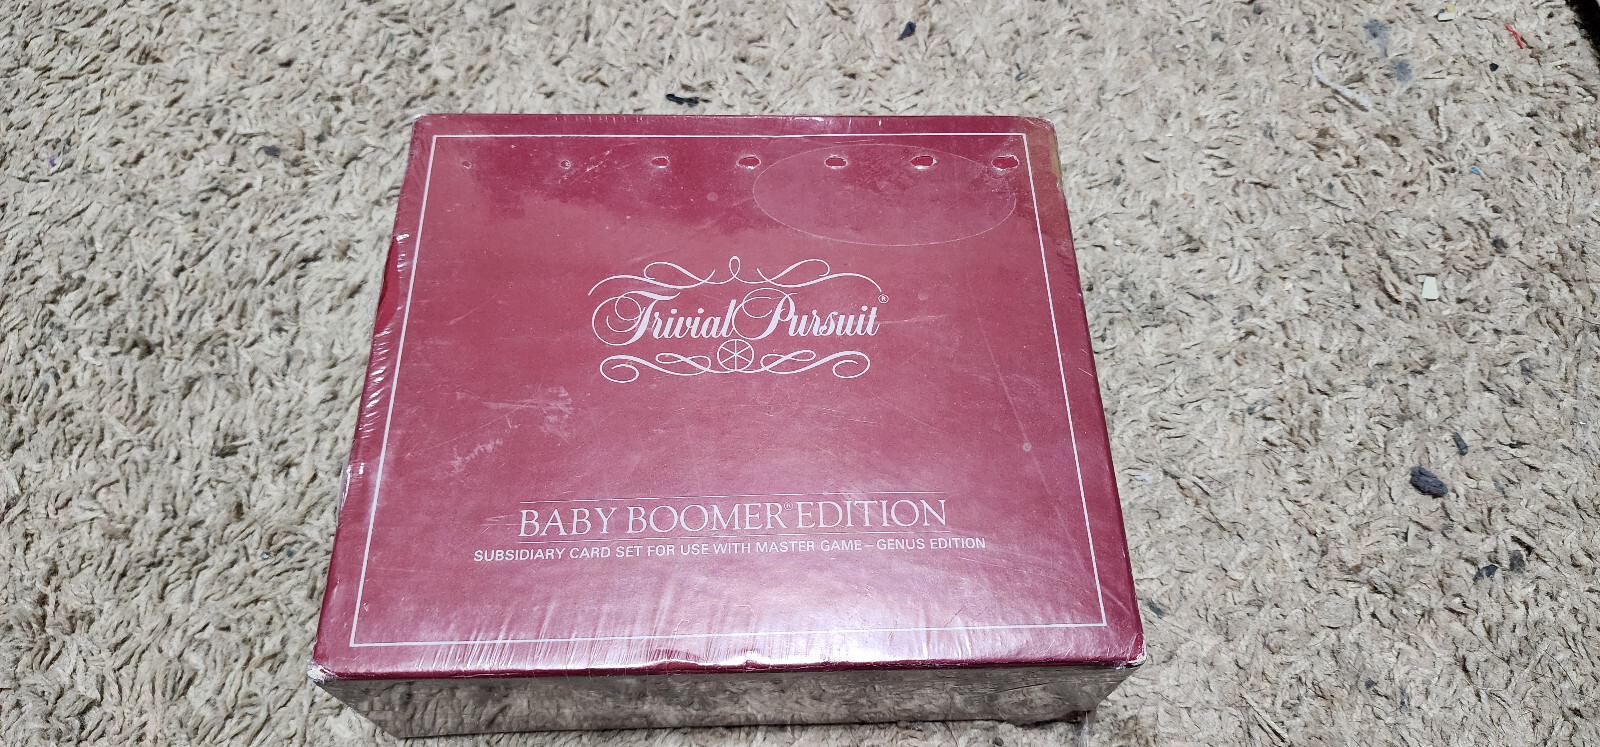 Trivial Pursuit®
BABY BOOMER® EDITION
SUBSIDIARY CARD SET FOR USE WITH MASTER GAME—GENUS EDITION